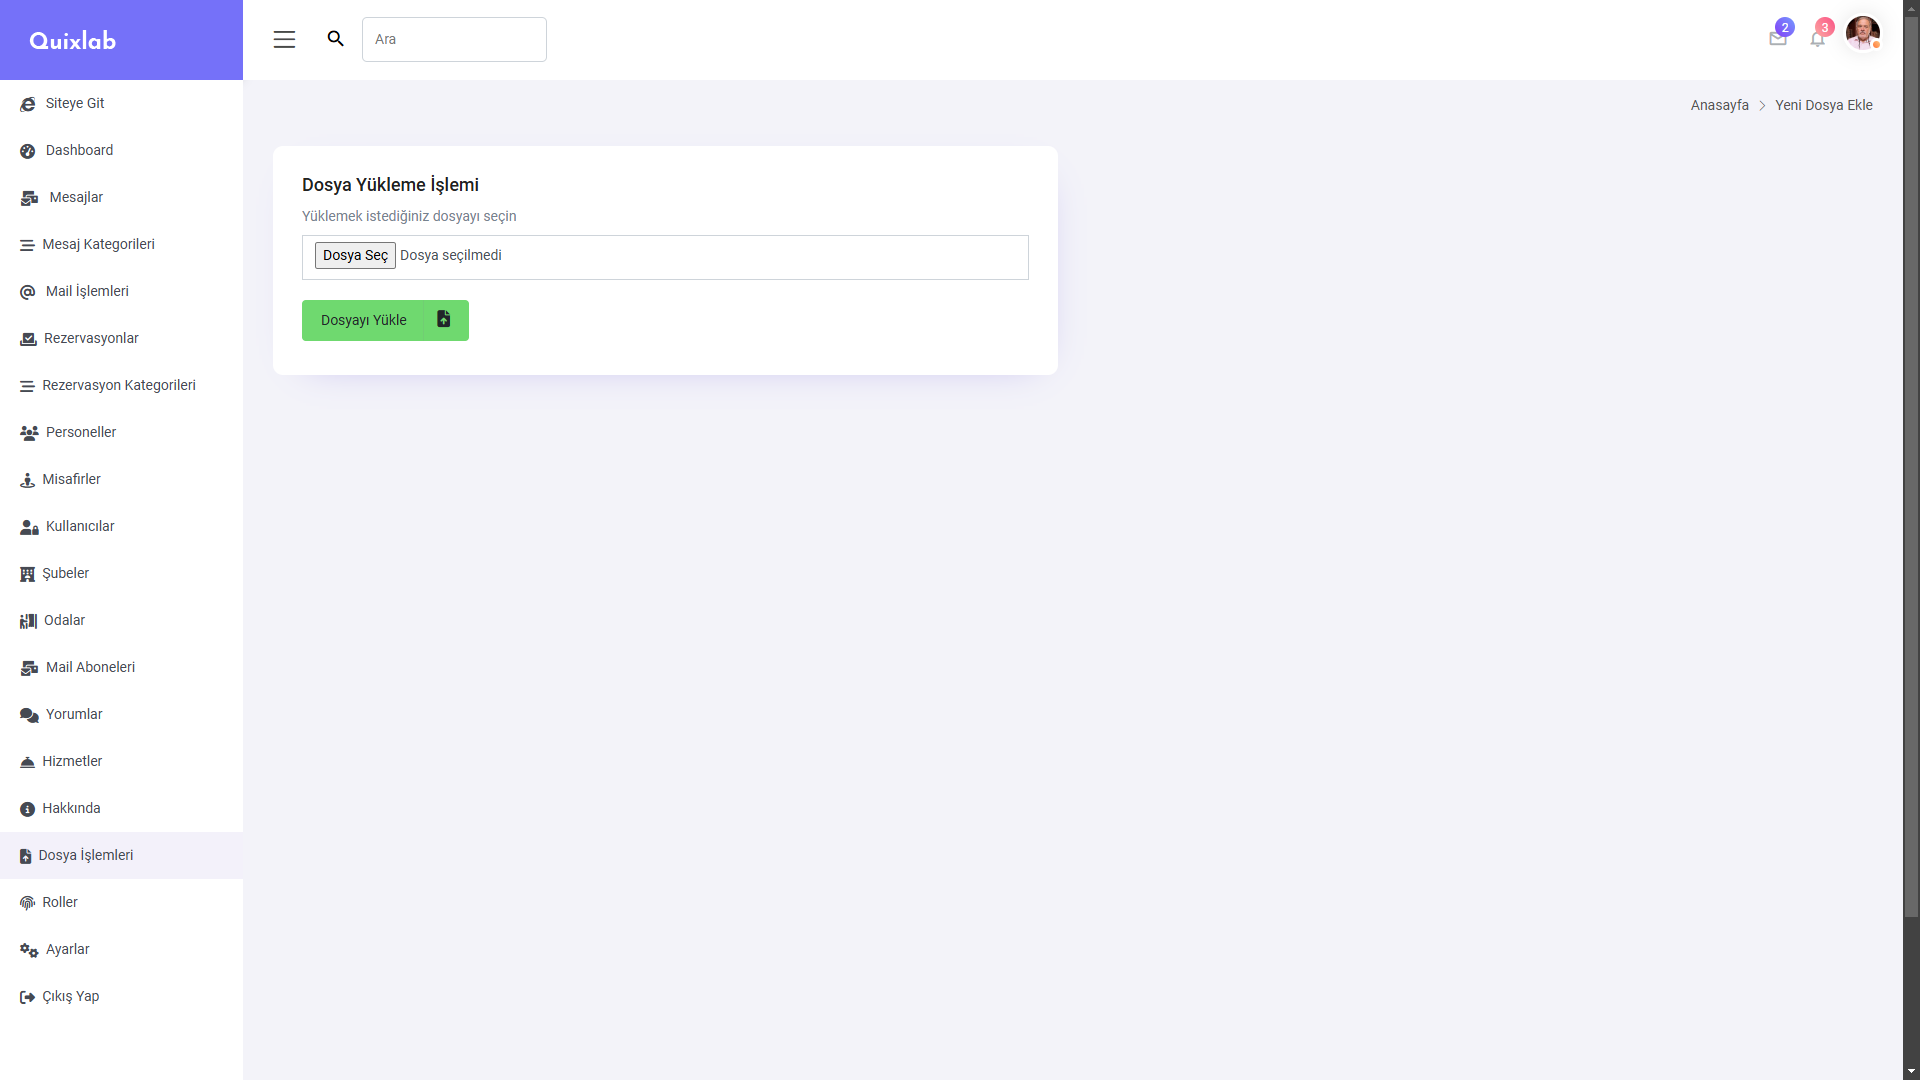 Quixlab
Ara
2
3
Siteye Git
Dashboard
Mesajlar
Mesaj Kategorileri
Mail İşlemleri
Rezervasyonlar
Rezervasyon Kategorileri
Personeller
Misafirler
Kullanıcılar
Şubeler
Odalar
Mail Aboneleri
Yorumlar
Hizmetler
Hakkında
Dosya İşlemleri
Roller
Ayarlar
Çıkış Yap
Anasayfa > Yeni Dosya Ekle
Dosya Yükleme İşlemi
Yüklemek istediğiniz dosyayı seçin
Dosya Seç Dosya seçilmedi
Dosyayı Yükle